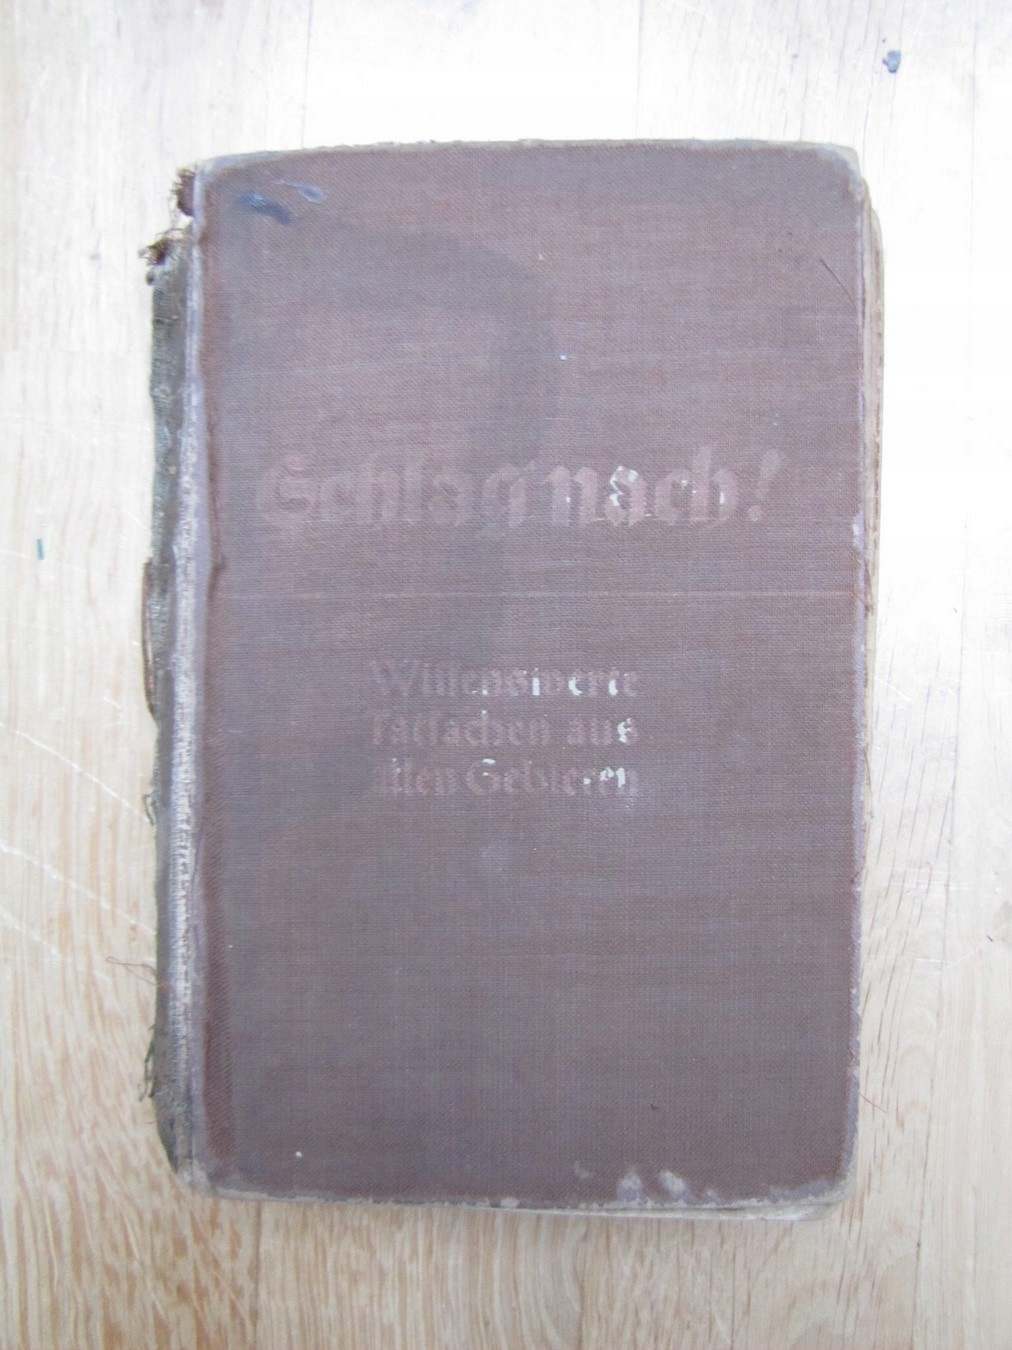 Schlag nach!
Wissenswerte
Tatsachen aus
allen Gebieten